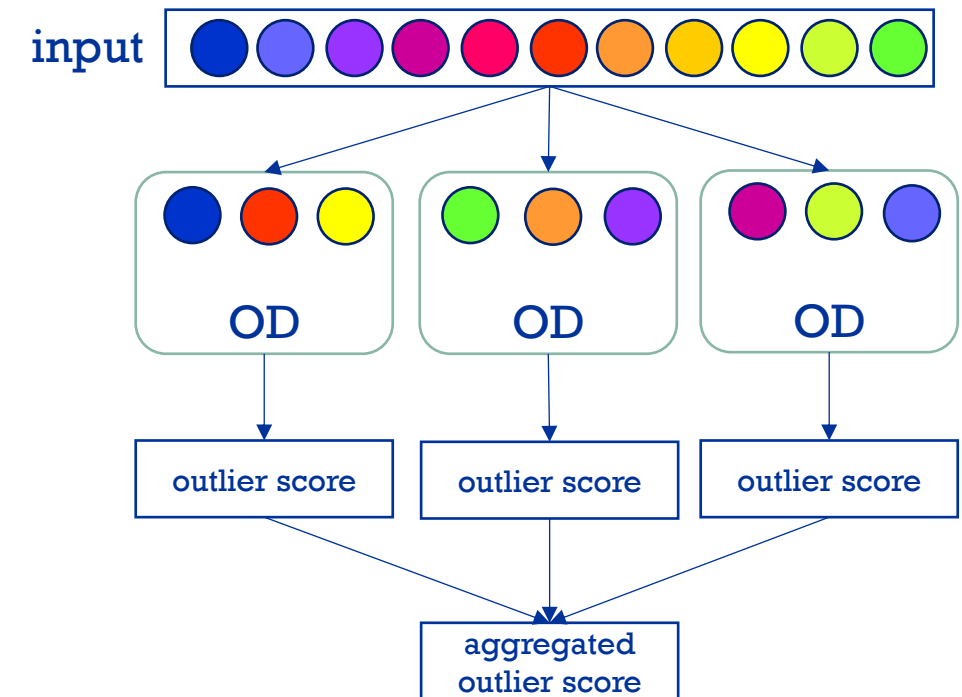 input
OD
OD
OD
outlier score
outlier score
outlier score
aggregated
outlier score